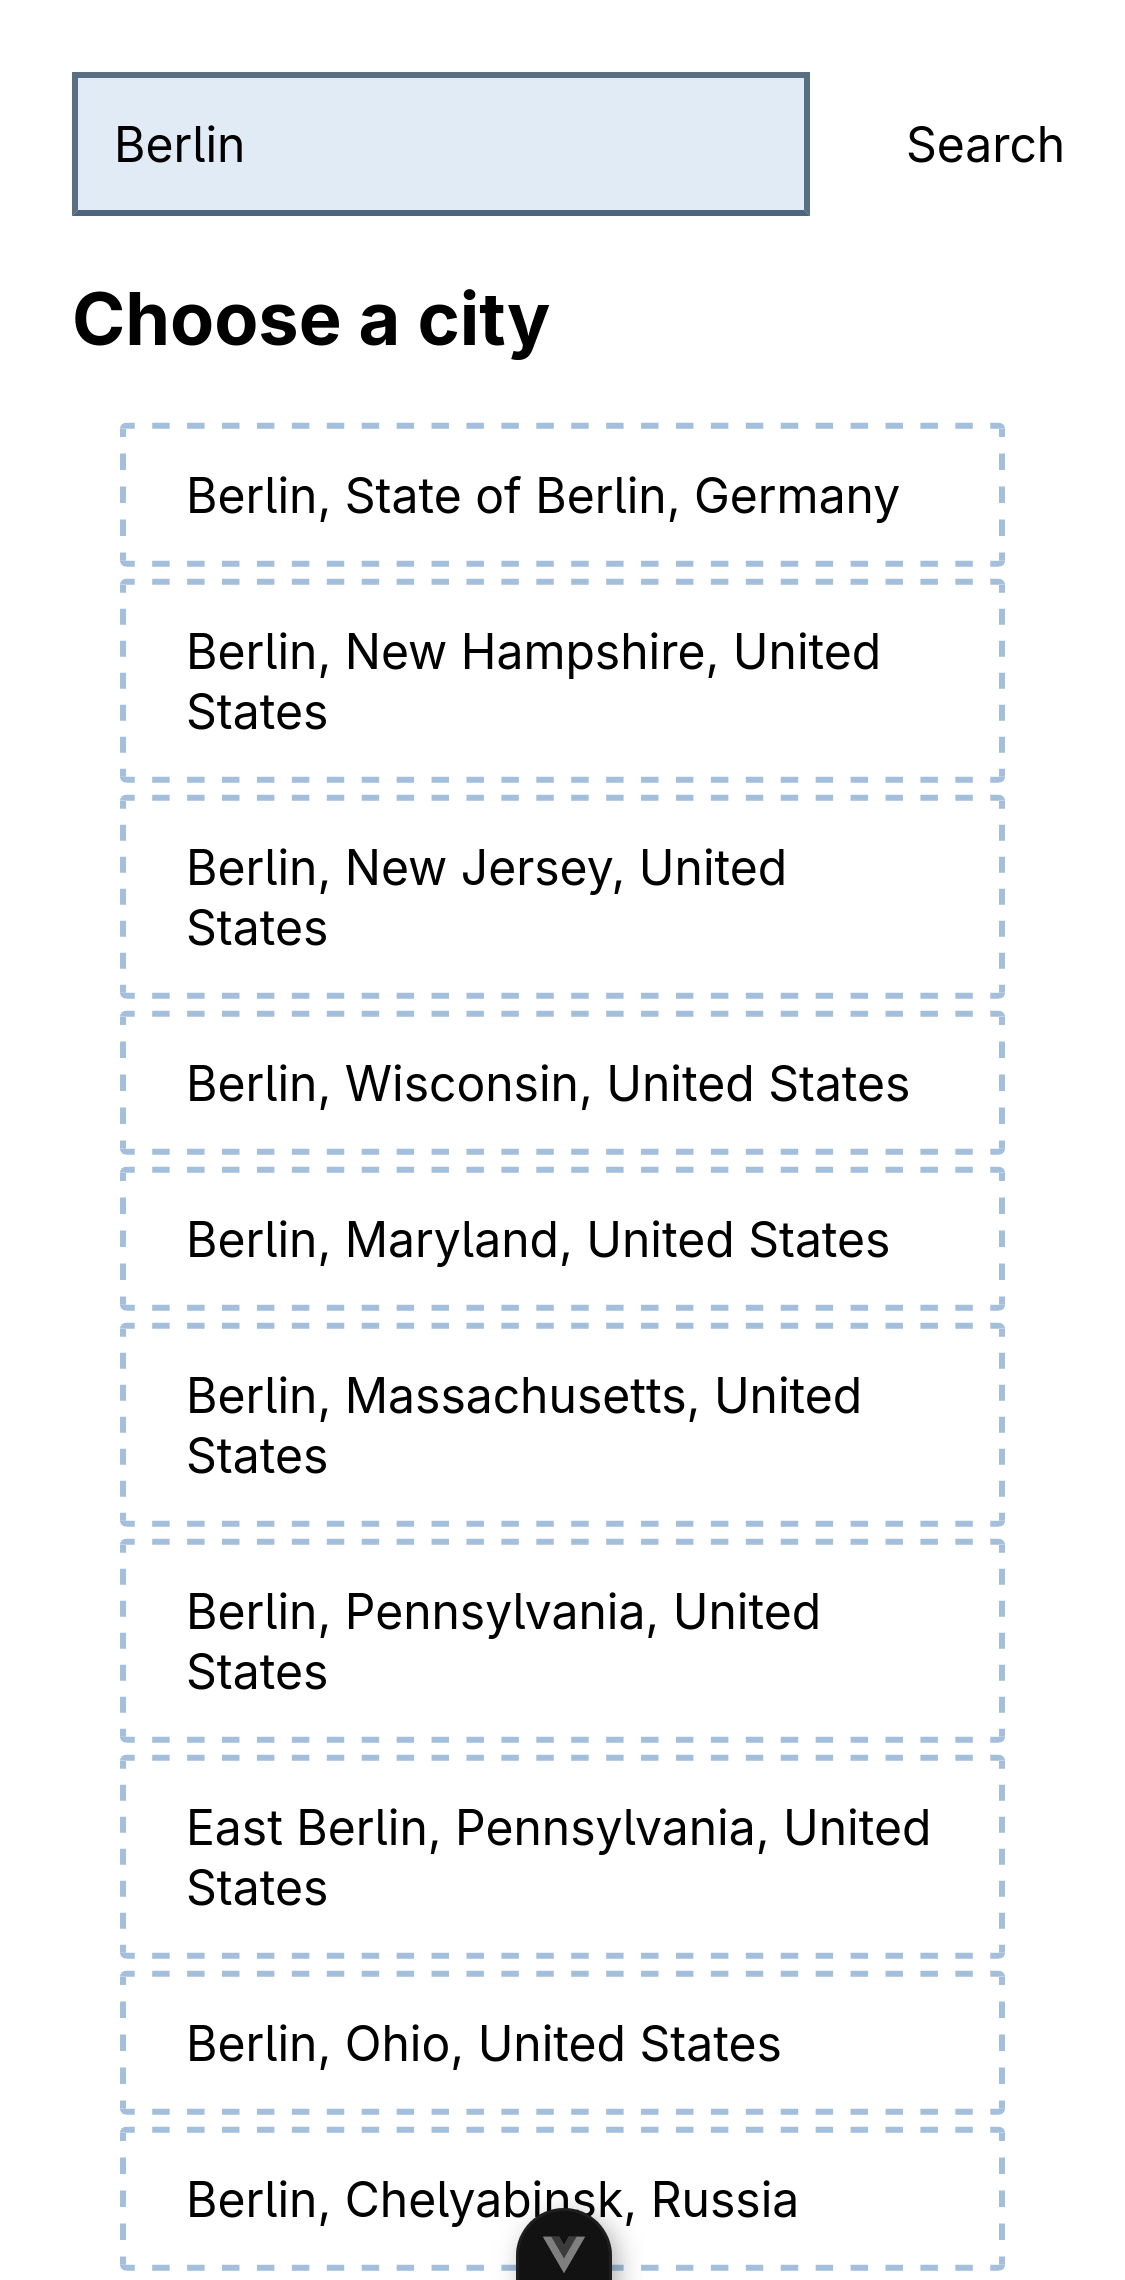 Berlin
Search
Choose a city
Berlin, State of Berlin, Germany
Berlin, New Hampshire, United
States
Berlin, New Jersey, United
States
Berlin, Wisconsin, United States
Berlin, Maryland, United States
Berlin, Massachusetts, United
States
Berlin, Pennsylvania, United
States
East Berlin, Pennsylvania, United
States
Berlin, Ohio, United States
Berlin, Chelyabinsk, Russia